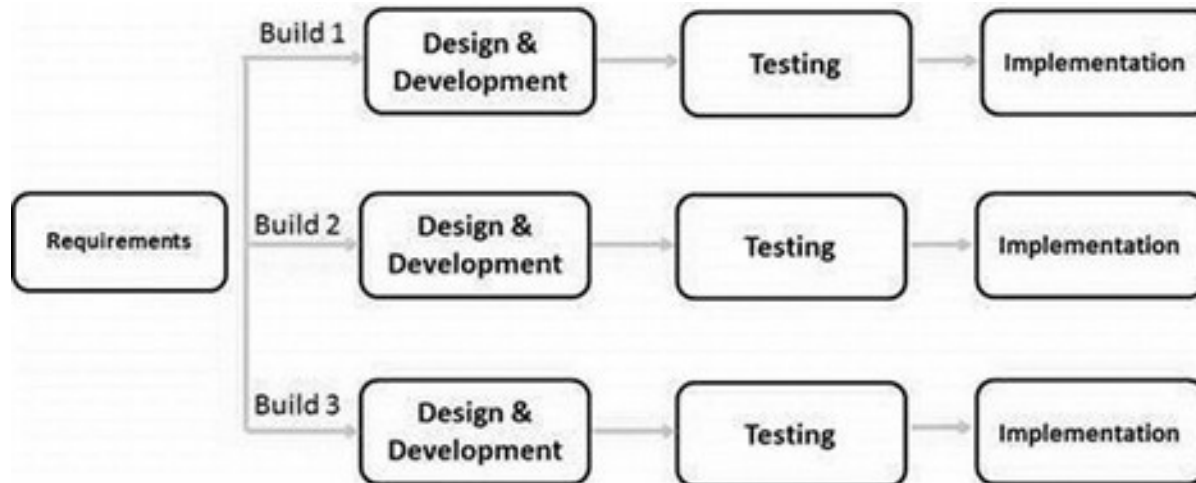 Build 1
Design &
Development
Testing
Implementation
Requirements
Build 2
Design &
Development
Testing
Implementation
Build 3
Design &
Development
Testing
Implementation